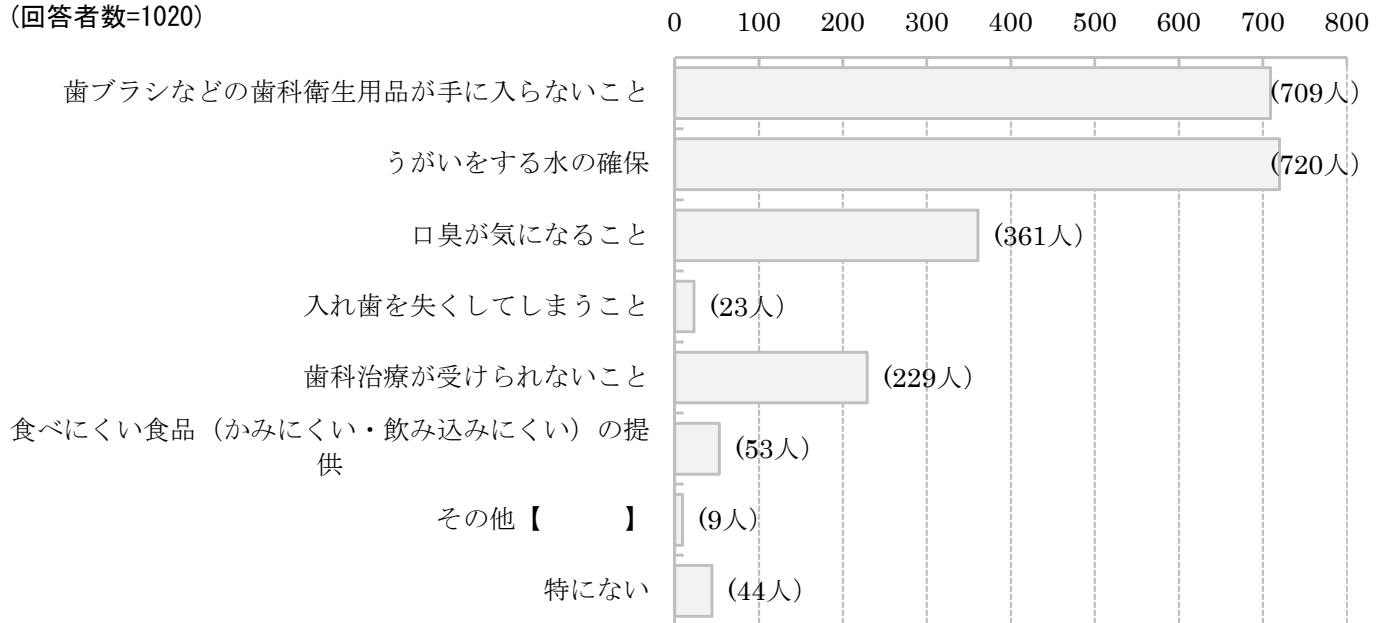 (回答者数=1020)
0 100 200 300 400 500 600 700 800
歯ブラシなどの歯科衛生用品が手に入らないこと (709人)
うがいをする水の確保 (720人)
口臭が気になること (361人)
入れ歯を失くしてしまうこと (23人)
歯科治療が受けられないこと (229人)
食べにくい食品（かみにくい・飲み込みにくい）の提
供 (53人)
その他【　　　】 (9人)
特にない (44人)